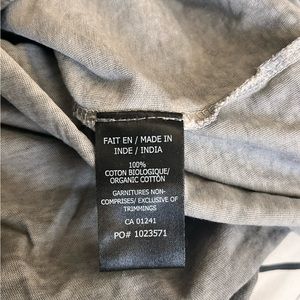 FAIT EN / MADE IN
INDE / INDIA
100%
COTON BIOLOGIQUE/
ORGANIC COTTON
GARNITURES NON-
COMPRISES/ EXCLUSIVE OF
TRIMMINGS
CA 01241
PO# 1023571